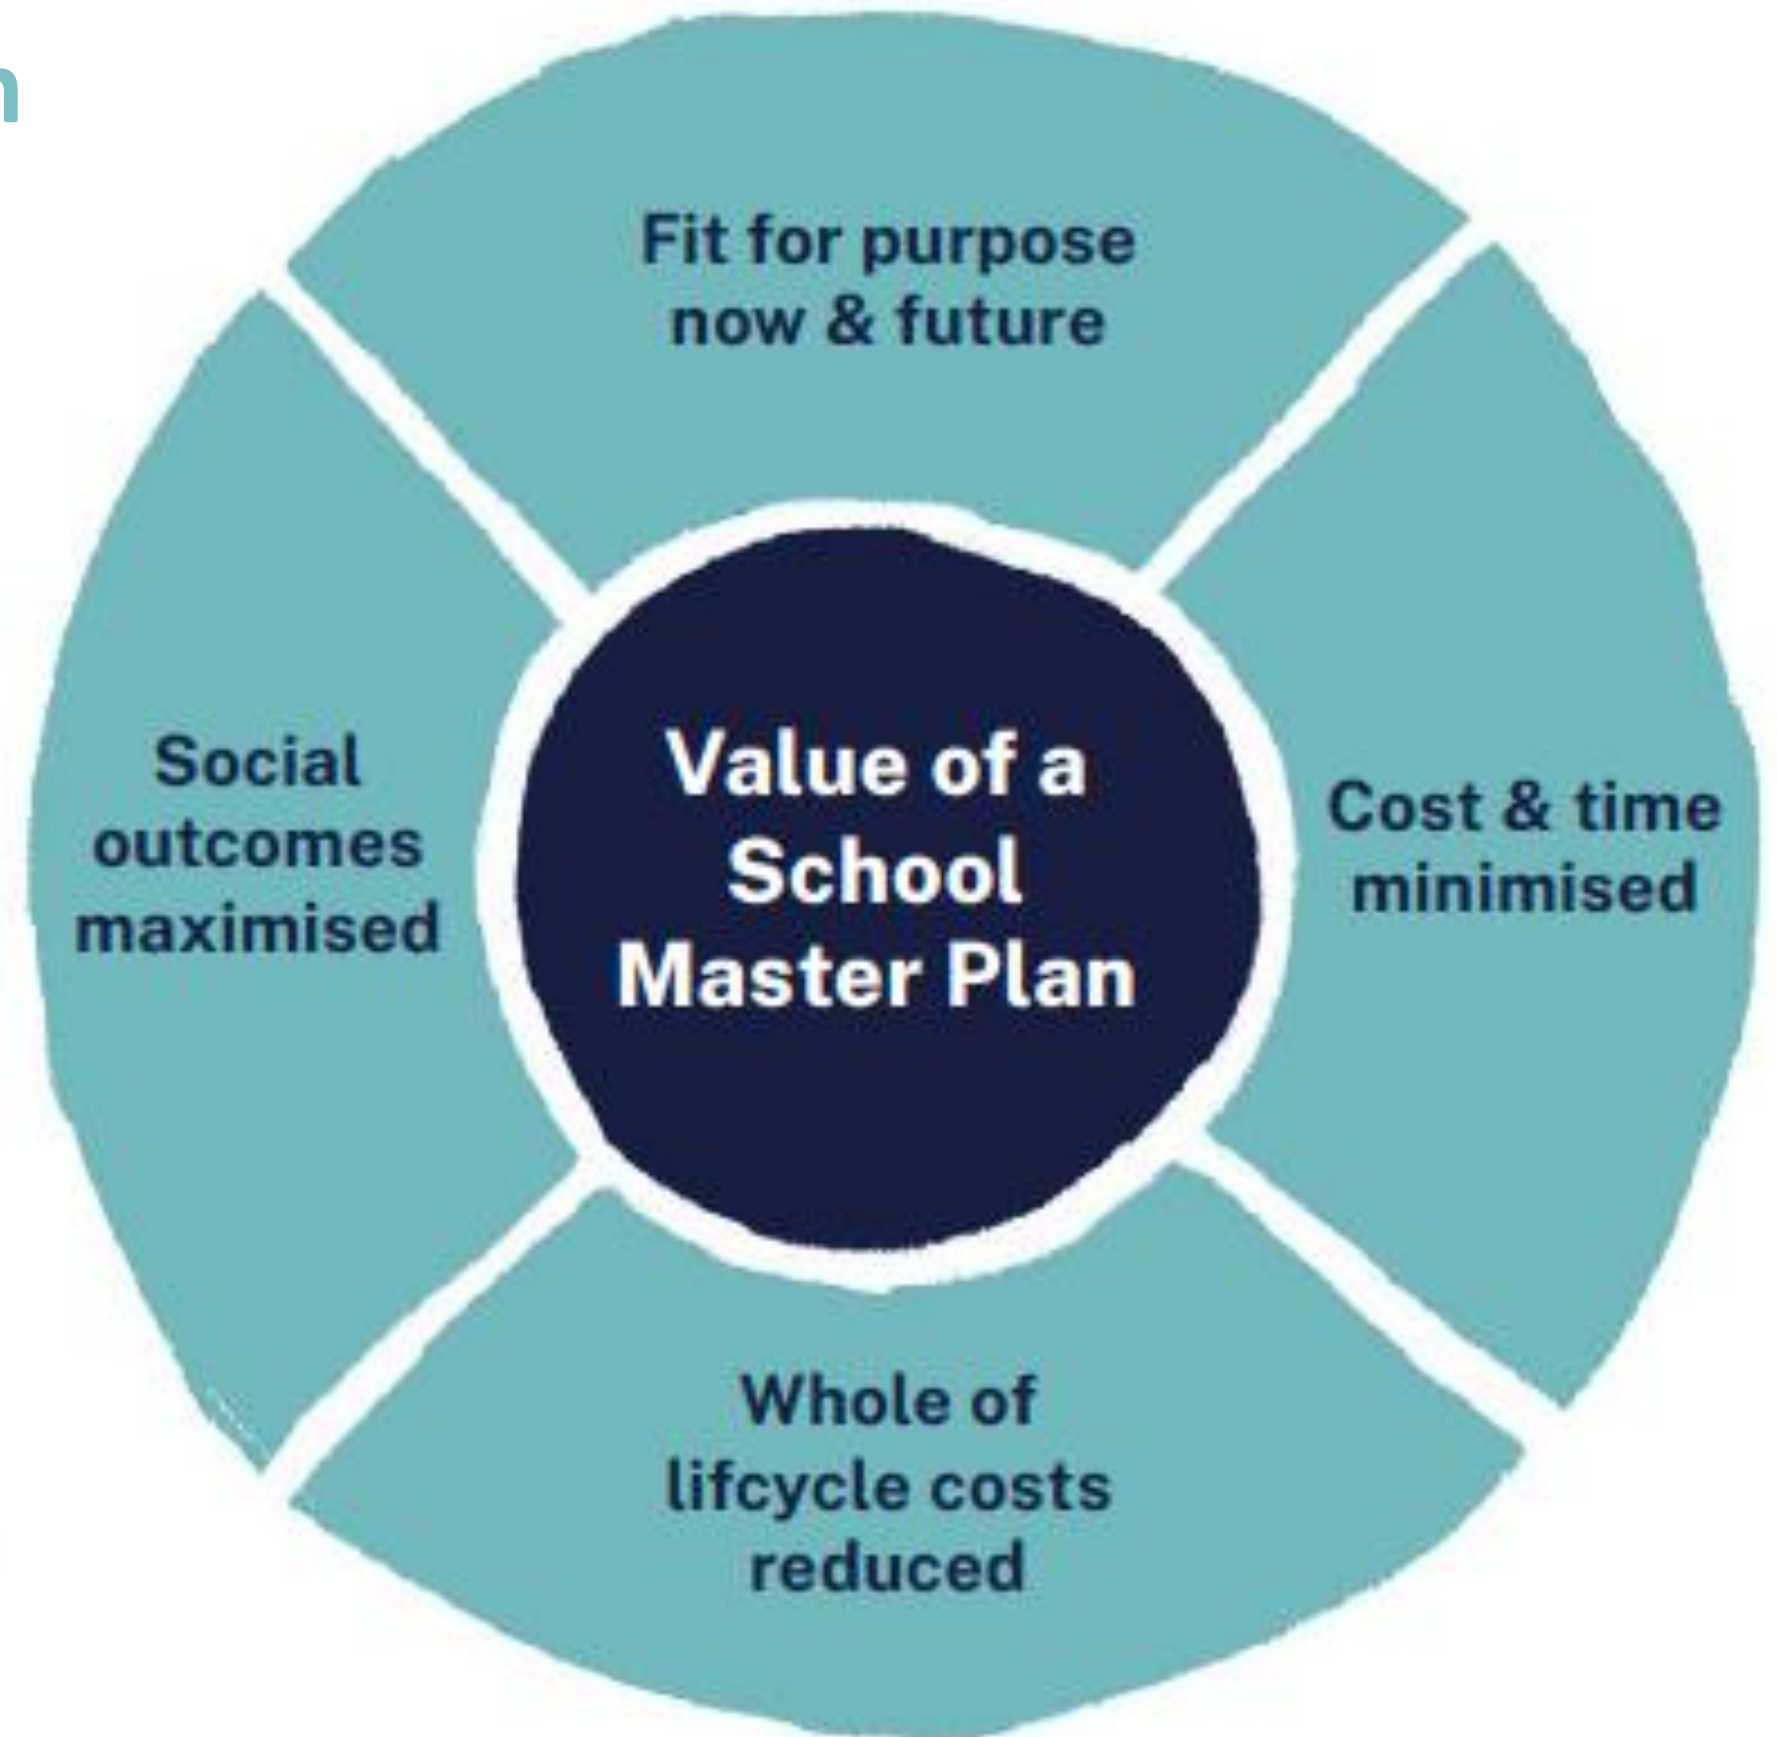 n
Fit for purpose
now & future
Social
outcomes
maximised
Value of a
School
Master Plan
Cost & time
minimised
Whole of
lifcycle costs
reduced